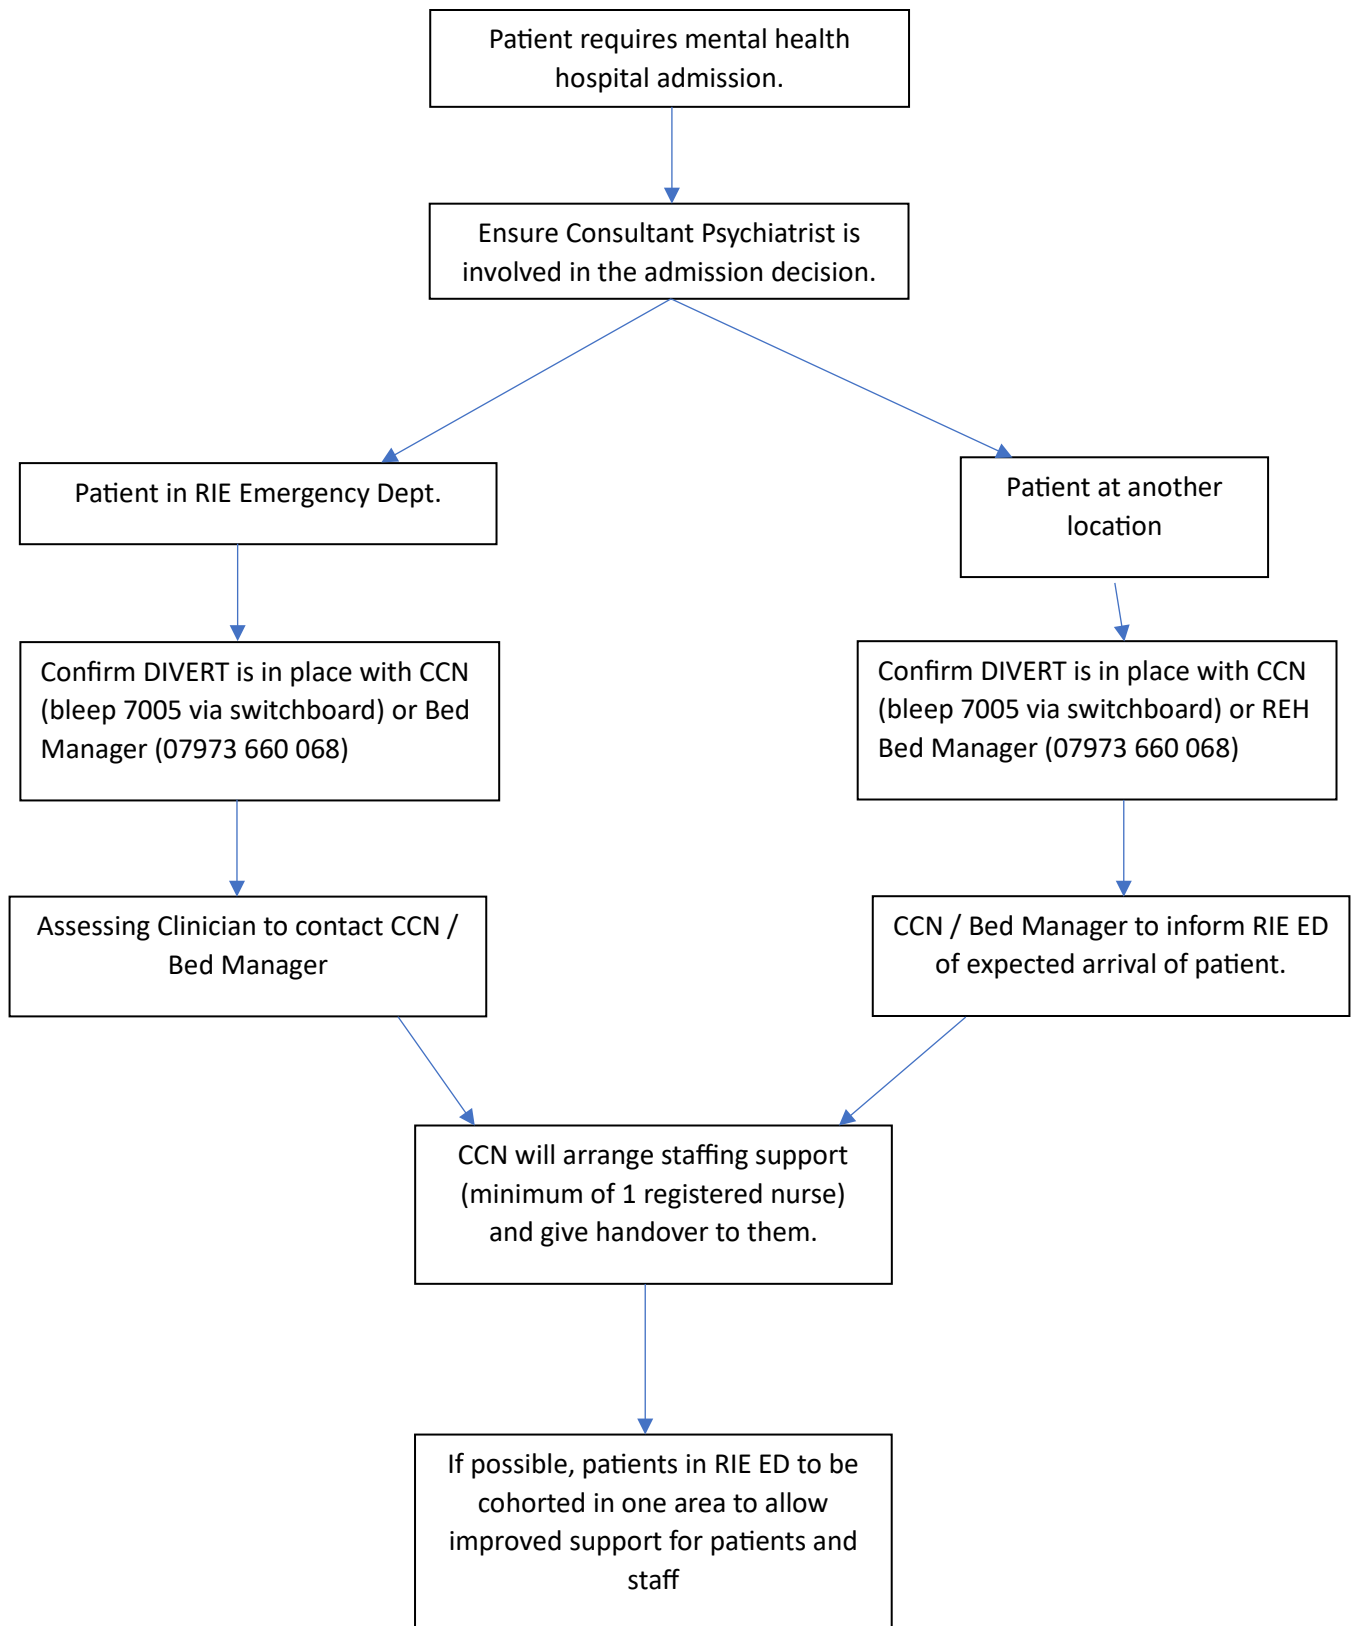 Patient requires mental health
hospital admission.
Ensure Consultant Psychiatrist is
involved in the admission decision.
Patient in RIE Emergency Dept.
Patient at another
location
Confirm DIVERT is in place with CCN
(bleep 7005 via switchboard) or Bed
Manager (07973 660 068)
Confirm DIVERT is in place with CCN
(bleep 7005 via switchboard) or REH
Bed Manager (07973 660 068)
Assessing Clinician to contact CCN /
Bed Manager
CCN / Bed Manager to inform RIE ED
of expected arrival of patient.
CCN will arrange staffing support
(minimum of 1 registered nurse)
and give handover to them.
If possible, patients in RIE ED to be
cohorted in one area to allow
improved support for patients and
staff